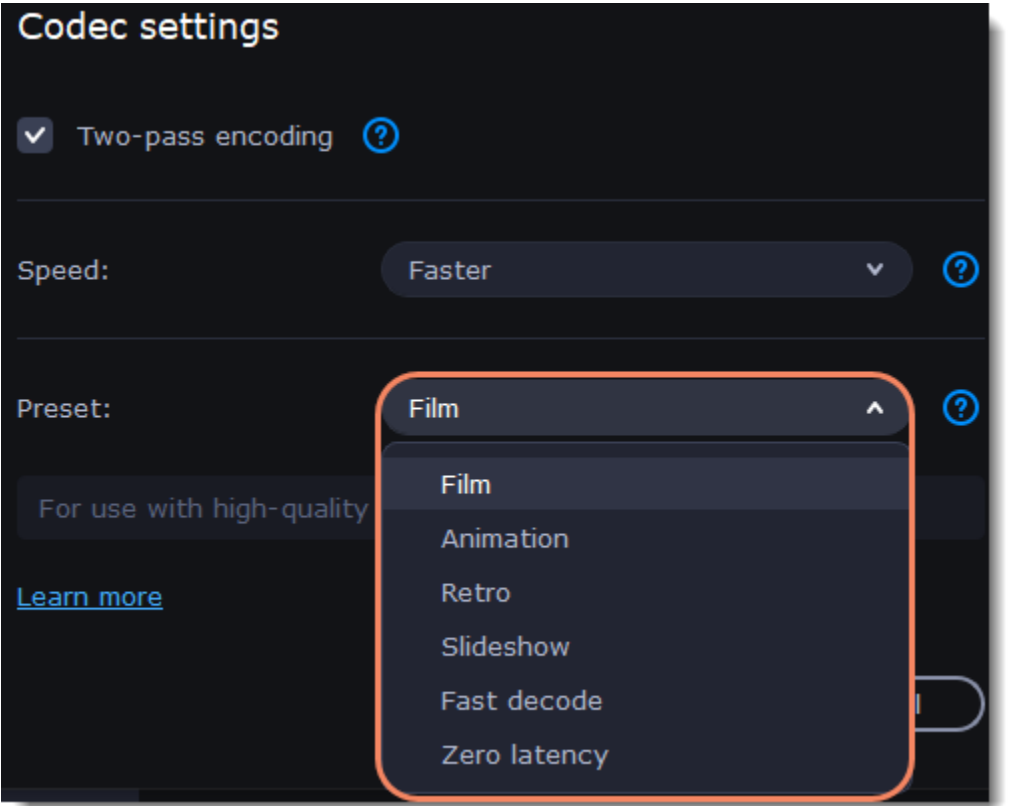 Codec settings
Two-pass encoding ?
Speed: Faster ?
Preset: Film ?
Film
For use with high-quality
Animation
Retro
Learn more
Slideshow
Fast decode
Zero latency